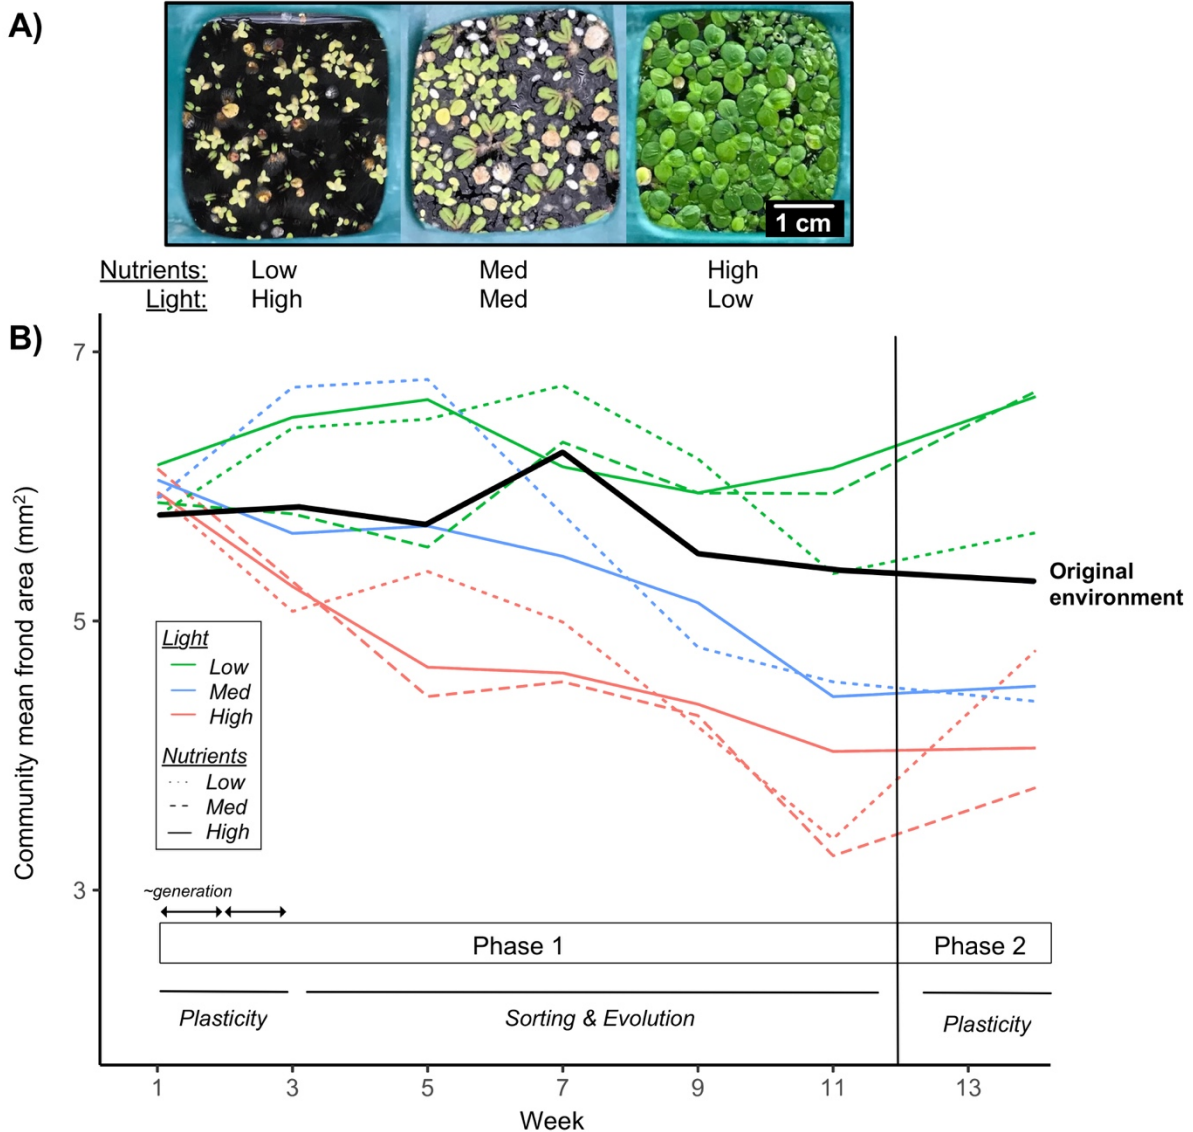 A)
1 cm
Nutrients: Low Med High
Light: High Med Low
B)
Community mean frond area (mm²)
7
5
3
Original
environment
Light
Low
Med
High
Nutrients
Low
Med
High
~generation
Phase 1 Phase 2
Plasticity Sorting & Evolution Plasticity
1 3 5 7 9 11 13
Week